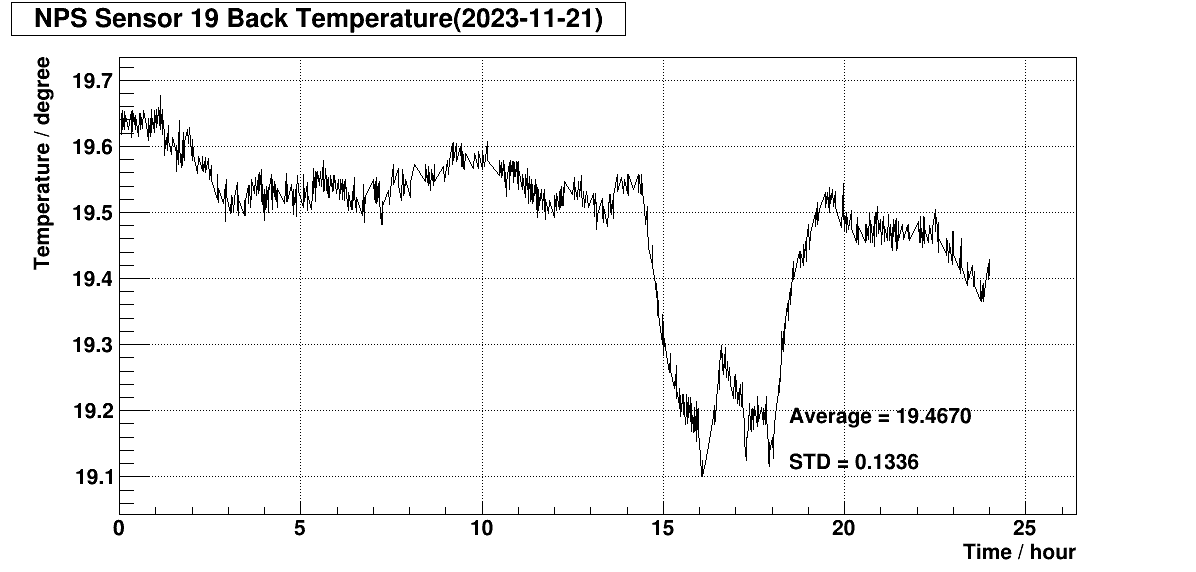 NPS Sensor 19 Back Temperature(2023-11-21)
Temperature / degree
19.7
19.6
19.5
19.4
19.3
19.2
19.1
Average = 19.4670
STD = 0.1336
0 5 10 15 20 25
Time / hour